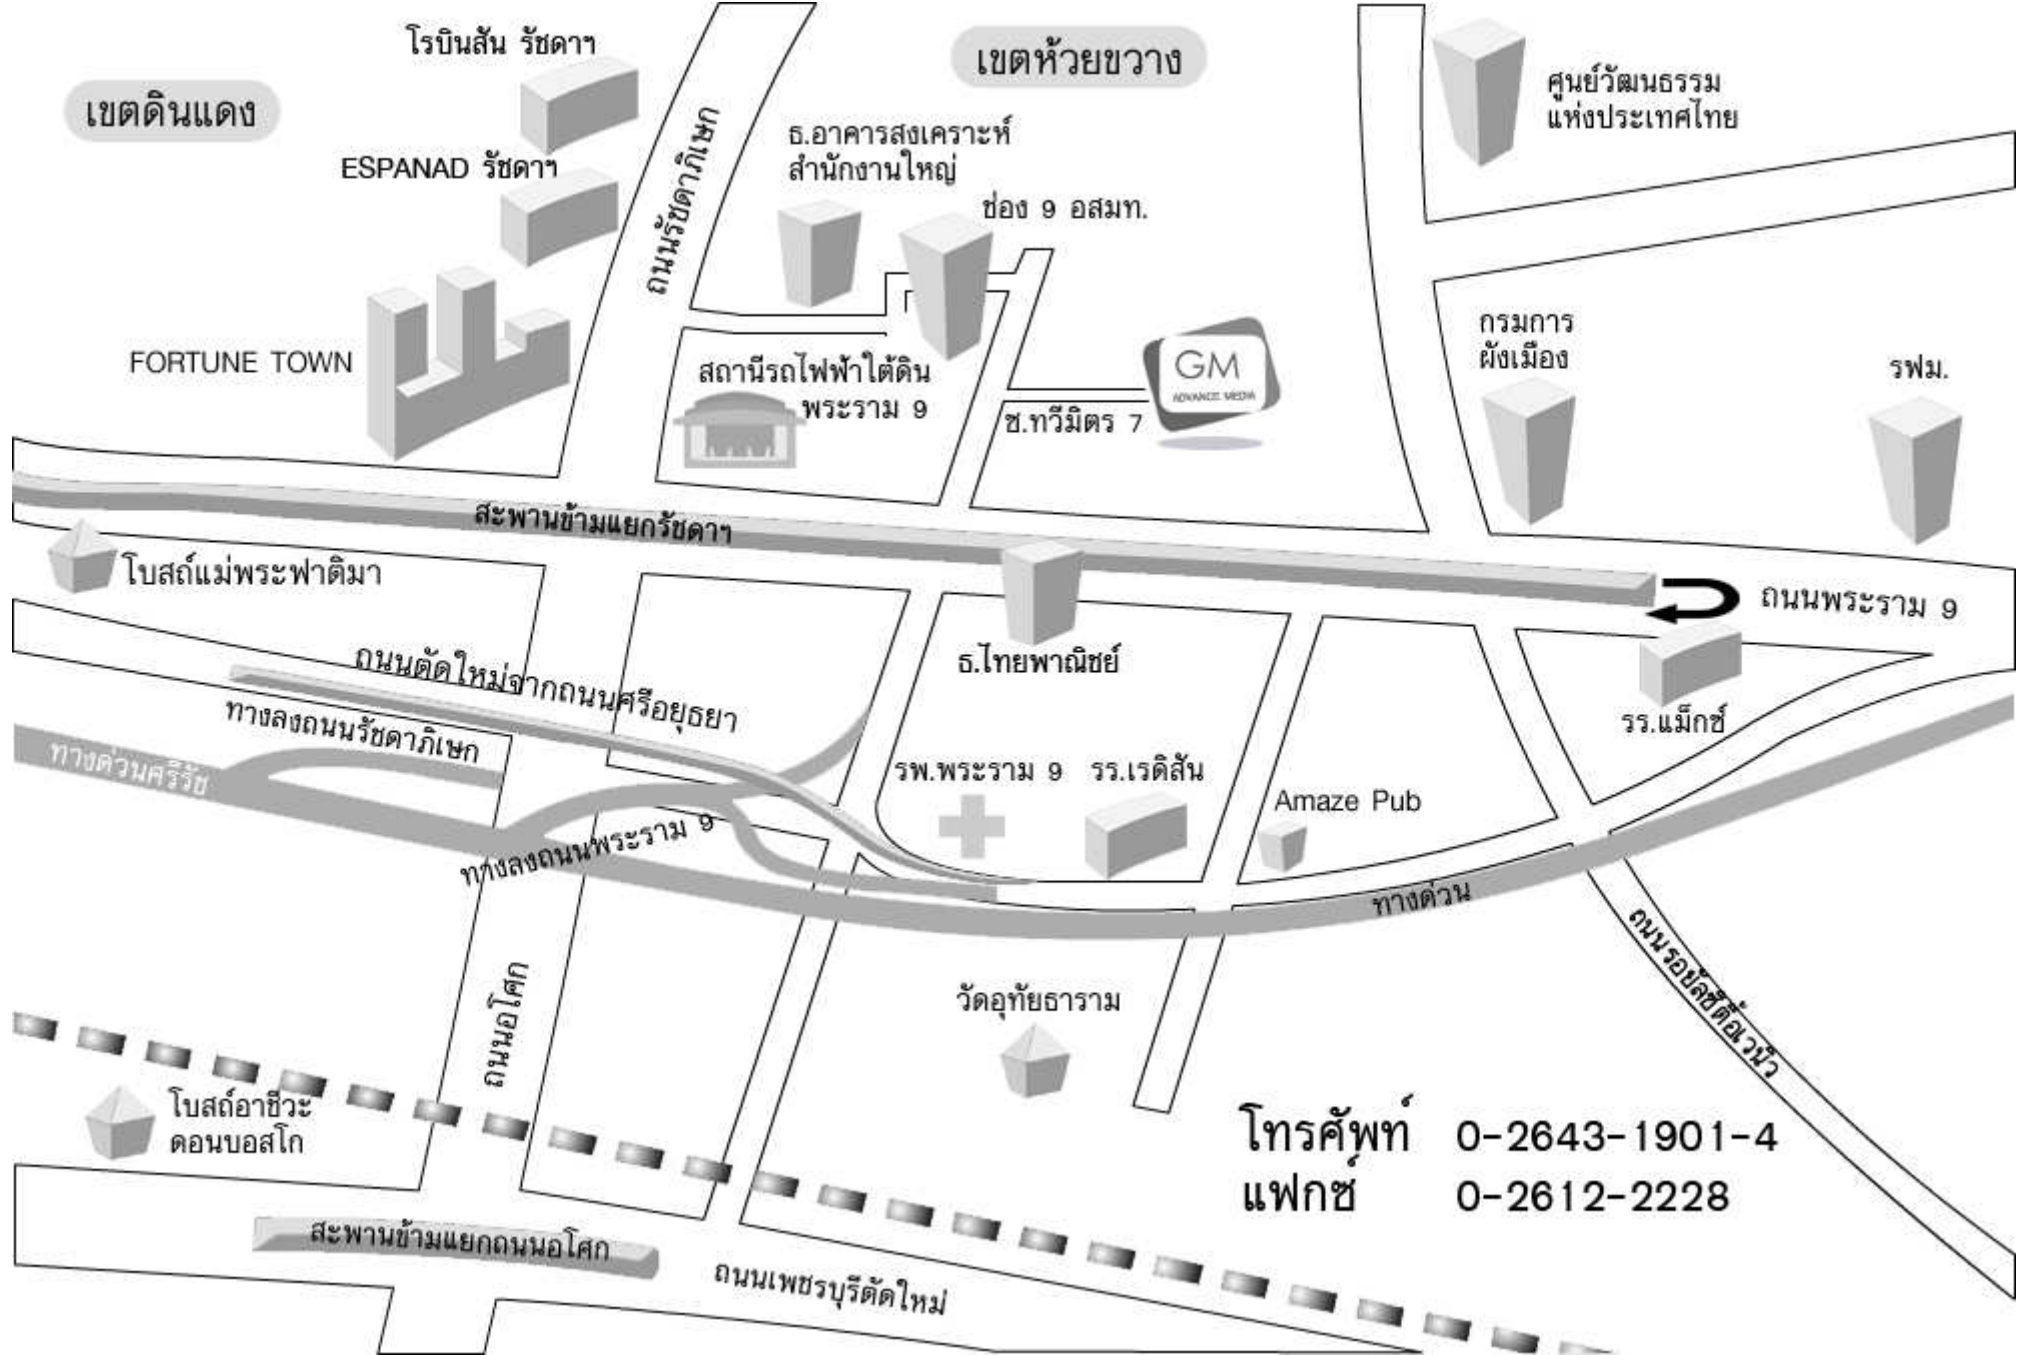 โรบินสัน รัชดาฯ
เขตห้วยขวาง
เขตดินแดง
ศูนย์วัฒนธรรม
แห่งประเทศไทย
ธ.อาคารสงเคราะห์
สำนักงานใหญ่
ESPANAD รัชดาฯ
ถนนรัชดาภิเษก
ช่อง 9 อสมท.
กรมการ
ผังเมือง
FORTUNE TOWN
สถานีรถไฟฟ้าใต้ดิน
พระราม 9
GM
ADVANCE MEDIA
ซ.ทวีมิตร 7
รฟม.
สะพานข้ามแยกรัชดาฯ
โบสถ์แม่พระฟาติมา
ถนนพระราม 9
ธ.ไทยพาณิชย์
ถนนตัดใหม่จากถนนศรีอยุธยา
ทางลงถนนรัชดาภิเษก
รร.แม็กซ์
ทางด่วนศรีรัช
รพ.พระราม 9
รร.เรดิสัน
Amaze Pub
ทางลงถนนพระราม 9
ทางด่วน
ถนนรอยัลซิตี้อเวนิว
วัดอุทัยธาราม
ถนนอโศก
โบสถ์อาชีวะ
ดอนบอสโก
โทรศัพท์ 0-2643-1901-4
แฟกซ์ 0-2612-2228
สะพานข้ามแยกถนนอโศก
ถนนเพชรบุรีตัดใหม่